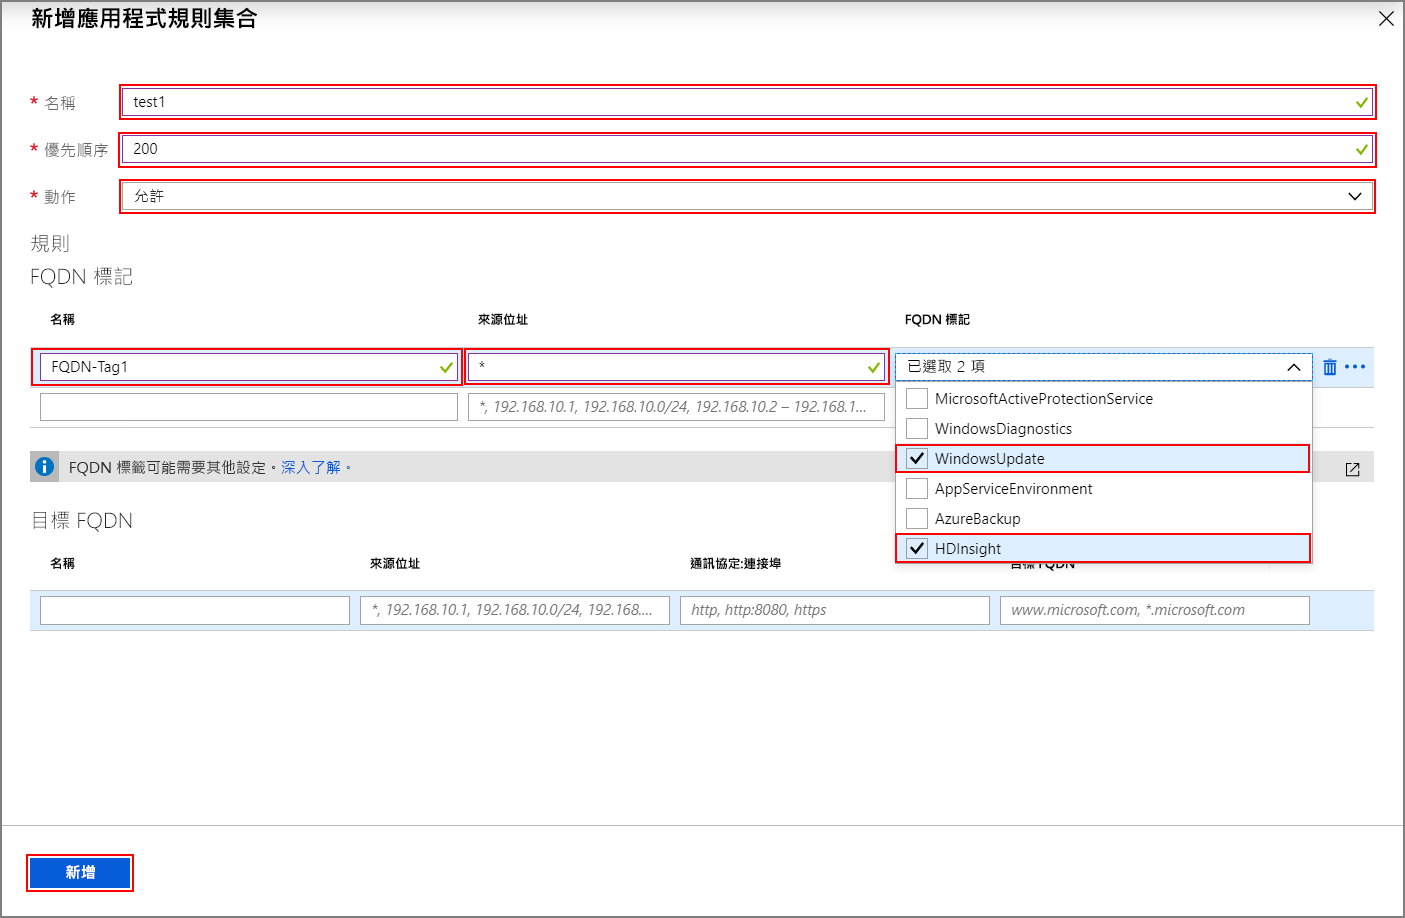 新增應用程式規則集合
* 名稱 test1
* 優先順序 200
* 動作 允許
規則
FQDN 標記
名稱 來源位址 FQDN 標記
FQDN-Tag1 * 已選取 2 項
*, 192.168.10.1, 192.168.10.0/24, 192.168.10.2 – 192.168.1...
MicrosoftActiveProtectionService
WindowsDiagnostics
WindowsUpdate
AppServiceEnvironment
AzureBackup
HDInsight
FQDN 標籤可能需要其他設定。深入了解。
目標 FQDN
名稱 來源位址 通訊協定:連接埠 目標 FQDN
*, 192.168.10.1, 192.168.10.0/24, 192.168.... http, http:8080, https www.microsoft.com, *.microsoft.com
新增